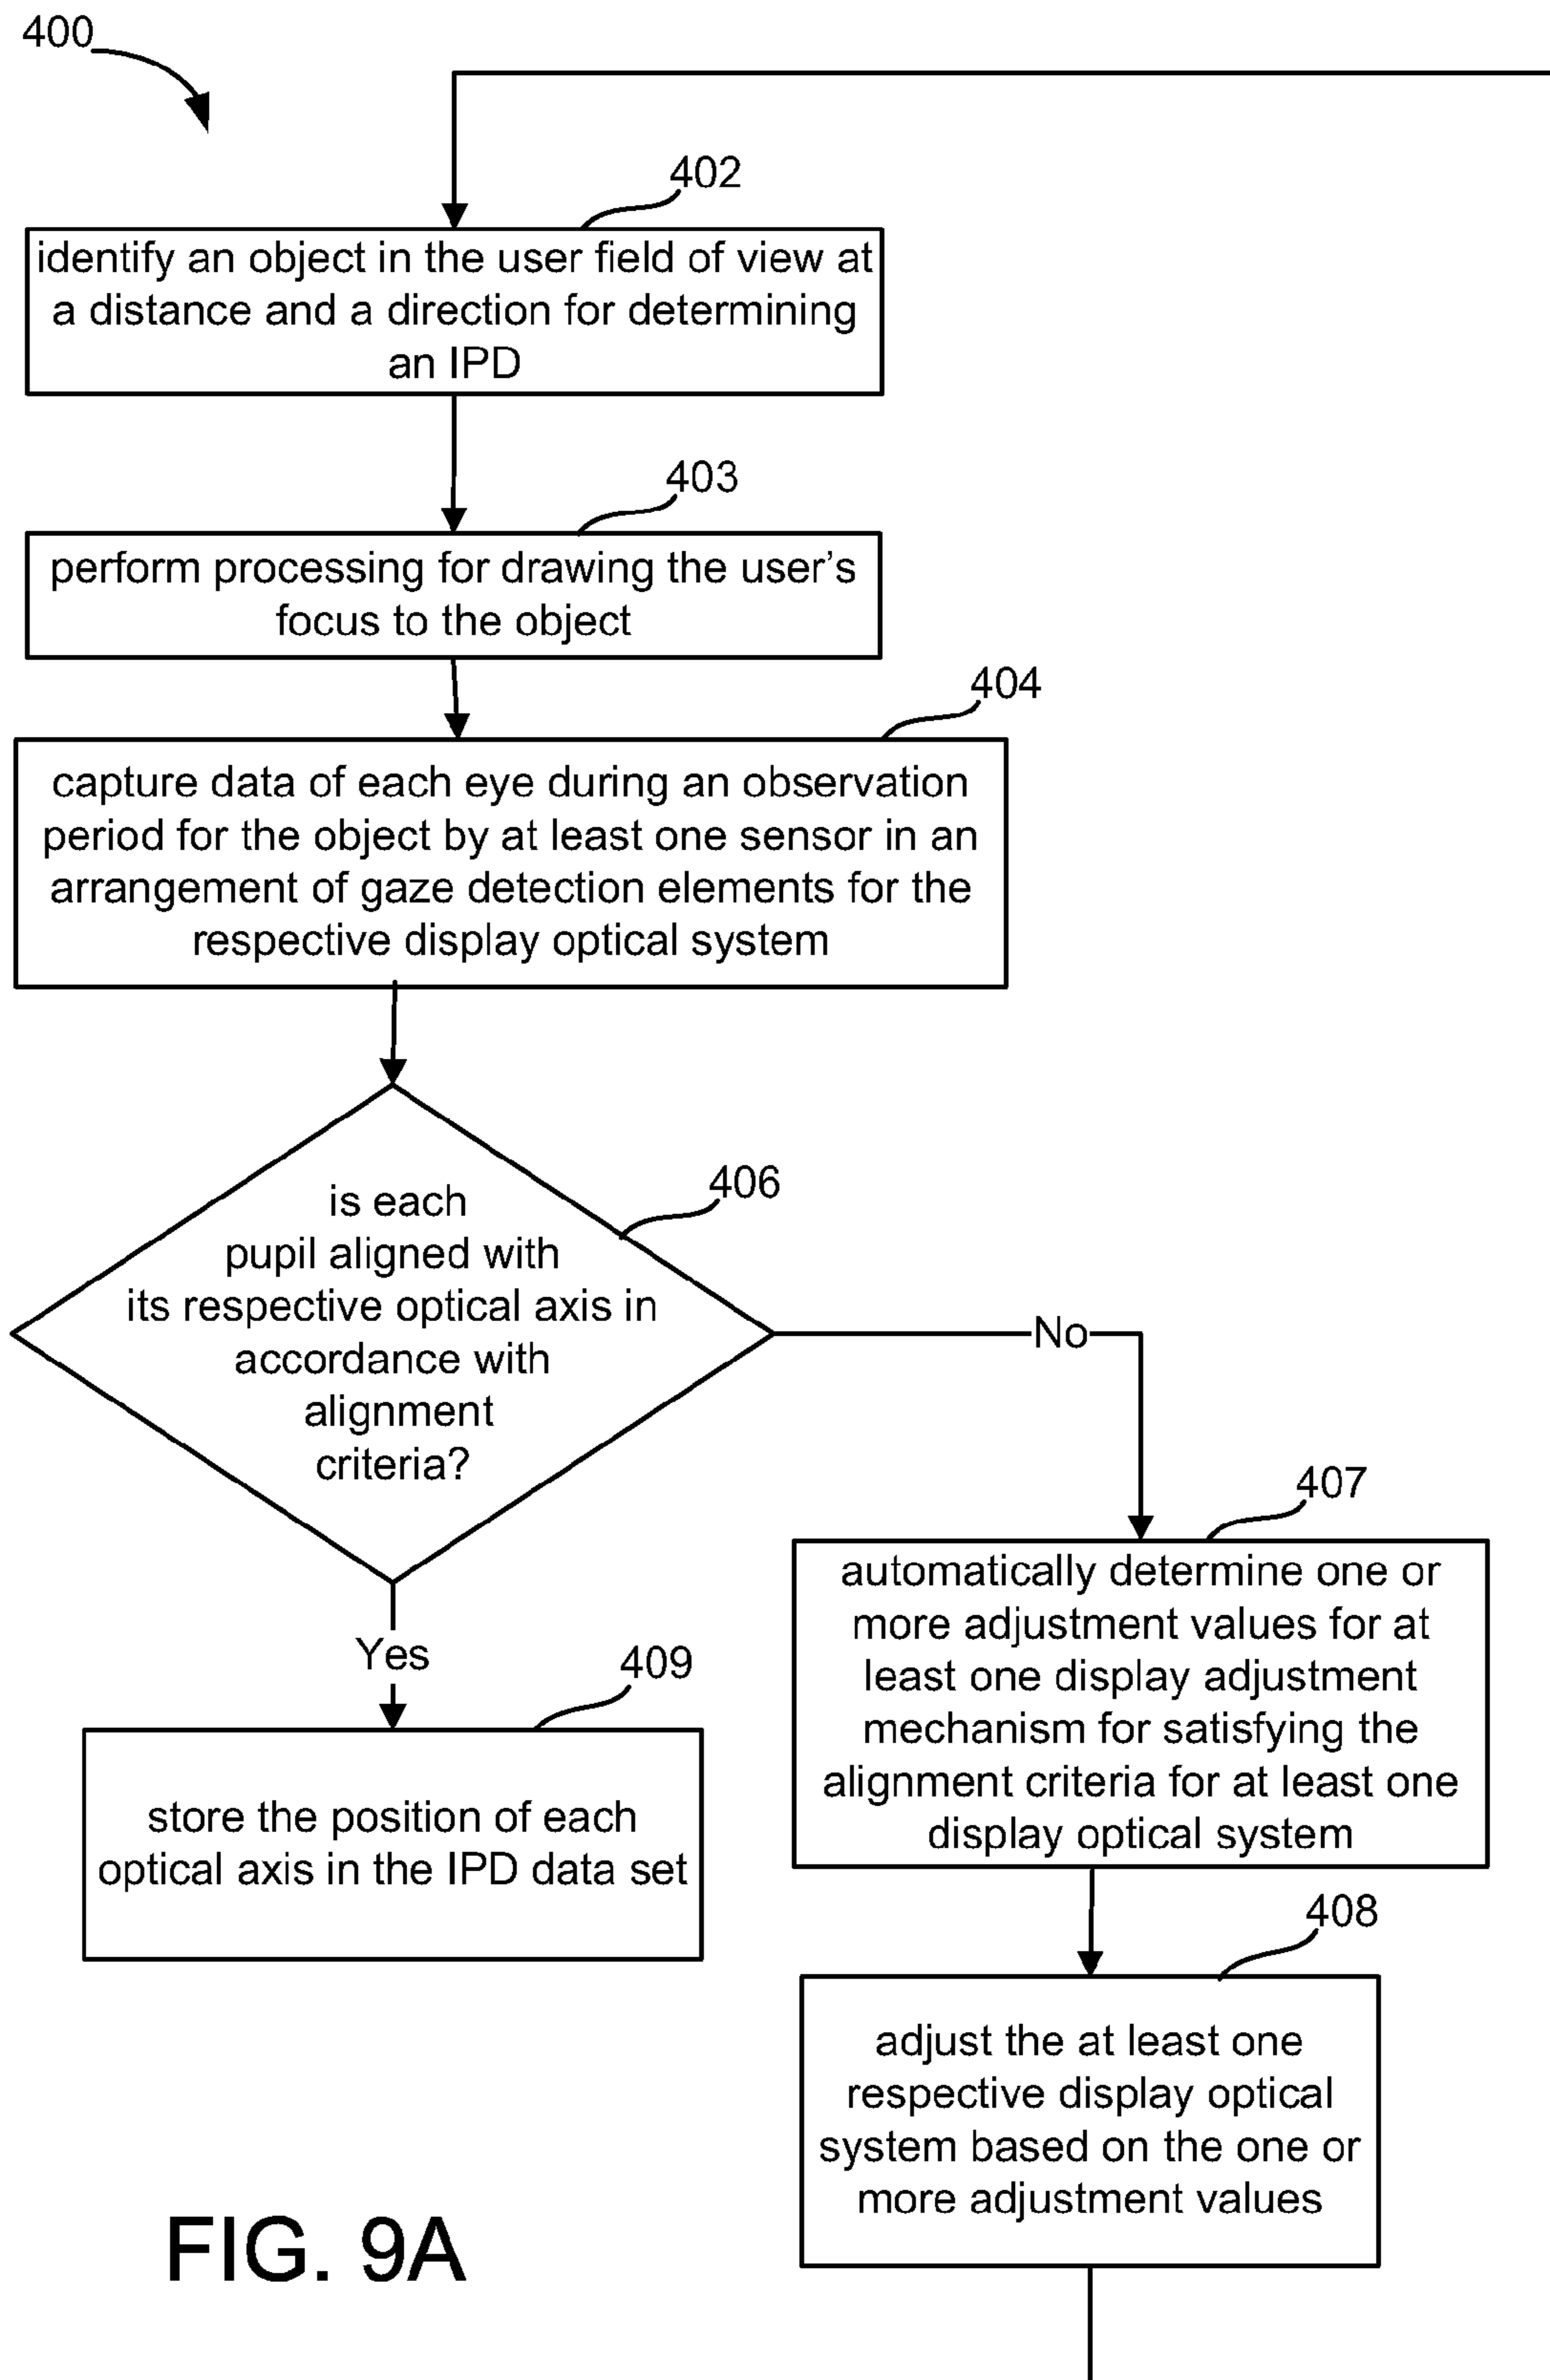 400
402
identify an object in the user field of view at
a distance and a direction for determining
an IPD
403
perform processing for drawing the user's
focus to the object
404
capture data of each eye during an observation
period for the object by at least one sensor in an
arrangement of gaze detection elements for the
respective display optical system
406
is each
pupil aligned with
its respective optical axis in
accordance with
alignment
criteria?
No
407
automatically determine one or
more adjustment values for at
least one display adjustment
mechanism for satisfying the
alignment criteria for at least one
display optical system
Yes
409
store the position of each
optical axis in the IPD data set
408
adjust the at least one
respective display optical
system based on the one or
more adjustment values
FIG. 9A